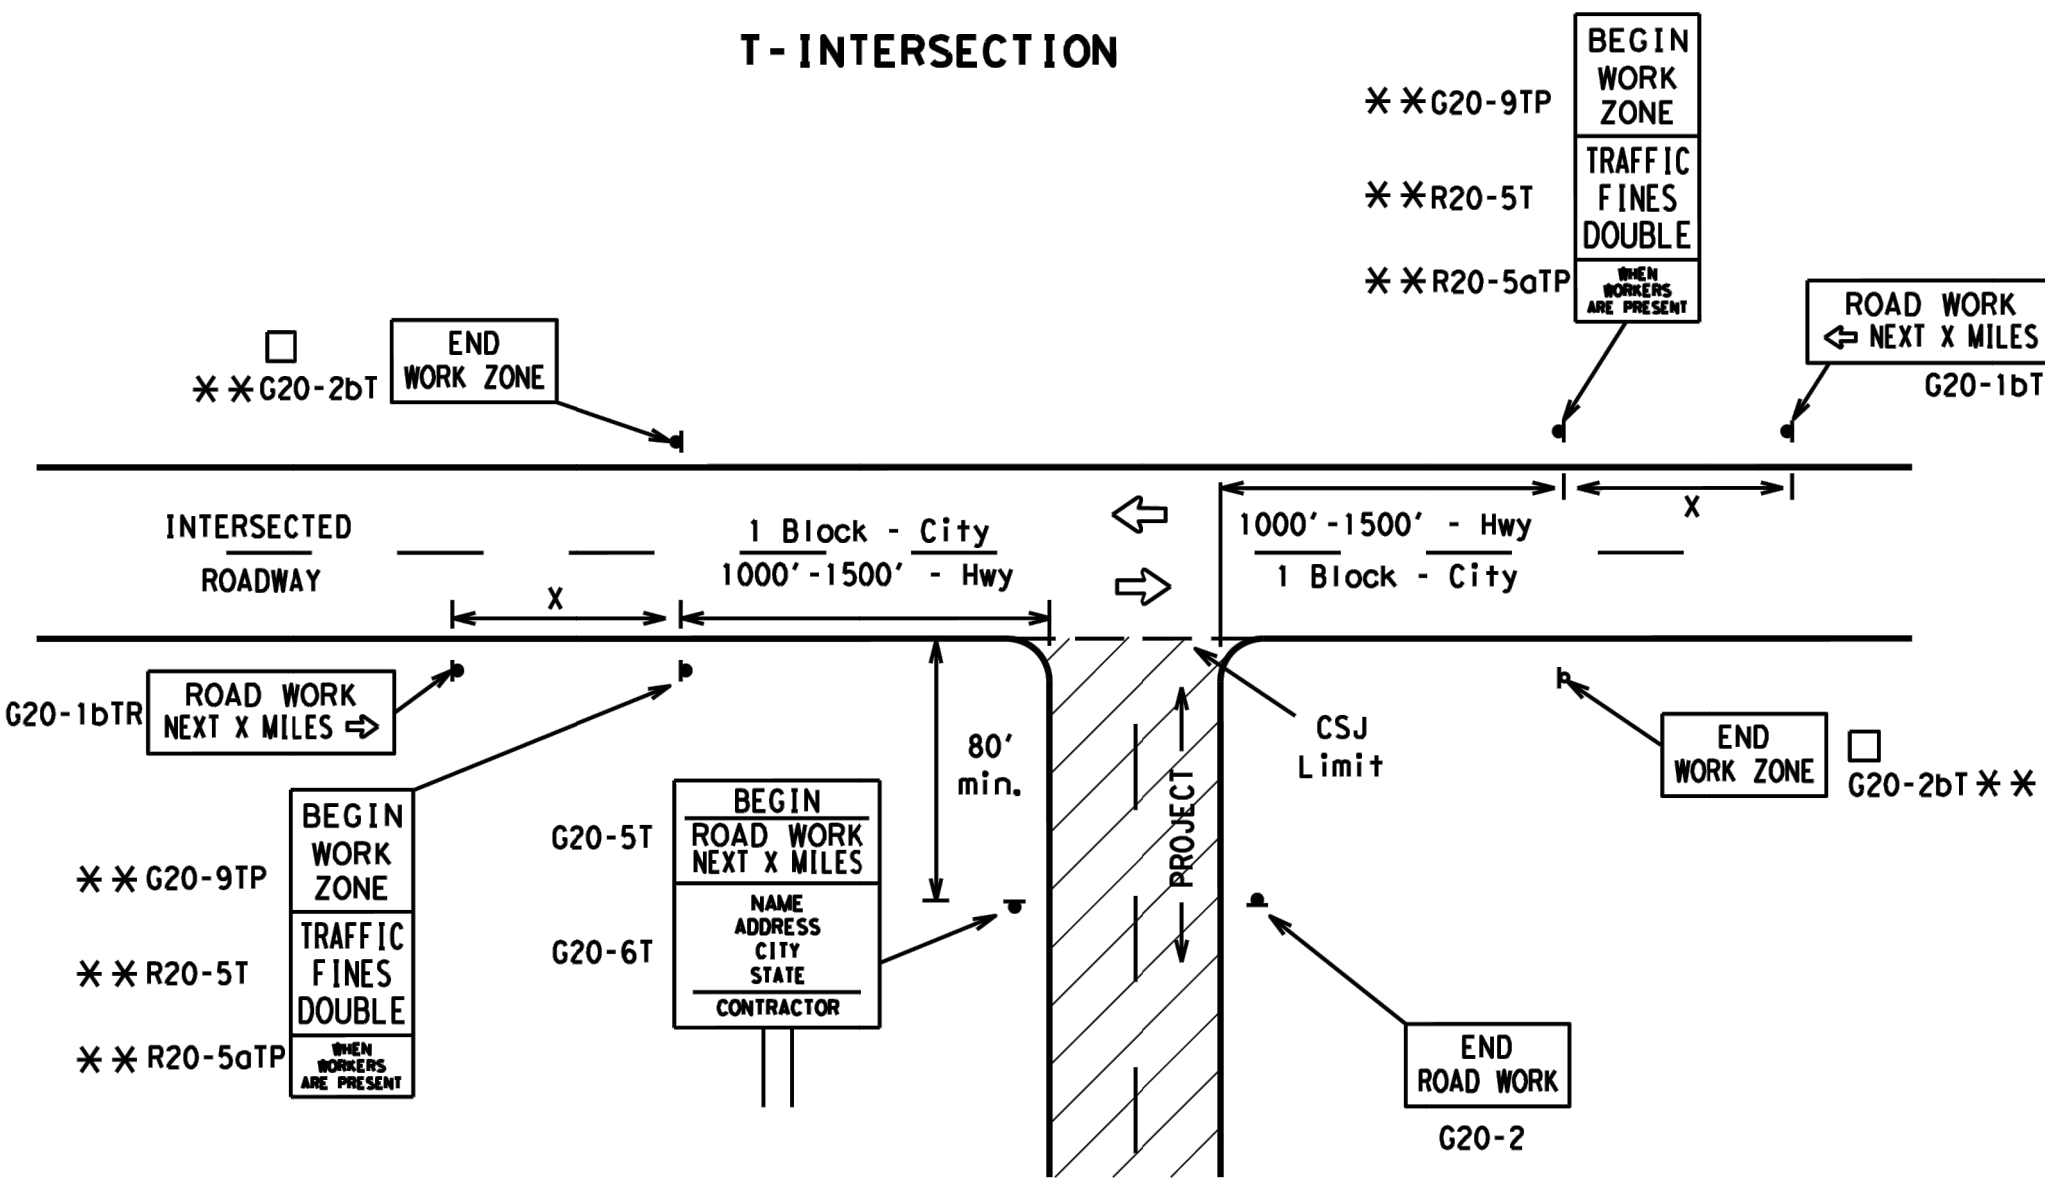 T-INTERSECTION
BEGIN
WORK
ZONE
**G20-9TP
TRAFFIC
FINES
DOUBLE
**R20-5T
WHEN
WORKERS
ARE PRESENT
**R20-5aTP
ROAD WORK
⇦ NEXT X MILES
G20-1bT
END
WORK ZONE
□
**G20-2bT
INTERSECTED
ROADWAY
1 Block - City
1000'-1500' - Hwy
X
1000'-1500' - Hwy
1 Block - City
X
G20-1bTR
ROAD WORK
NEXT X MILES ⇨
80'
min.
CSJ
Limit
PROJECT
END
WORK ZONE
□
G20-2bT**
BEGIN
WORK
ZONE
**G20-9TP
TRAFFIC
FINES
DOUBLE
**R20-5T
WHEN
WORKERS
ARE PRESENT
**R20-5aTP
G20-5T
BEGIN
ROAD WORK
NEXT X MILES
G20-6T
NAME
ADDRESS
CITY
STATE
CONTRACTOR
END
ROAD WORK
G20-2